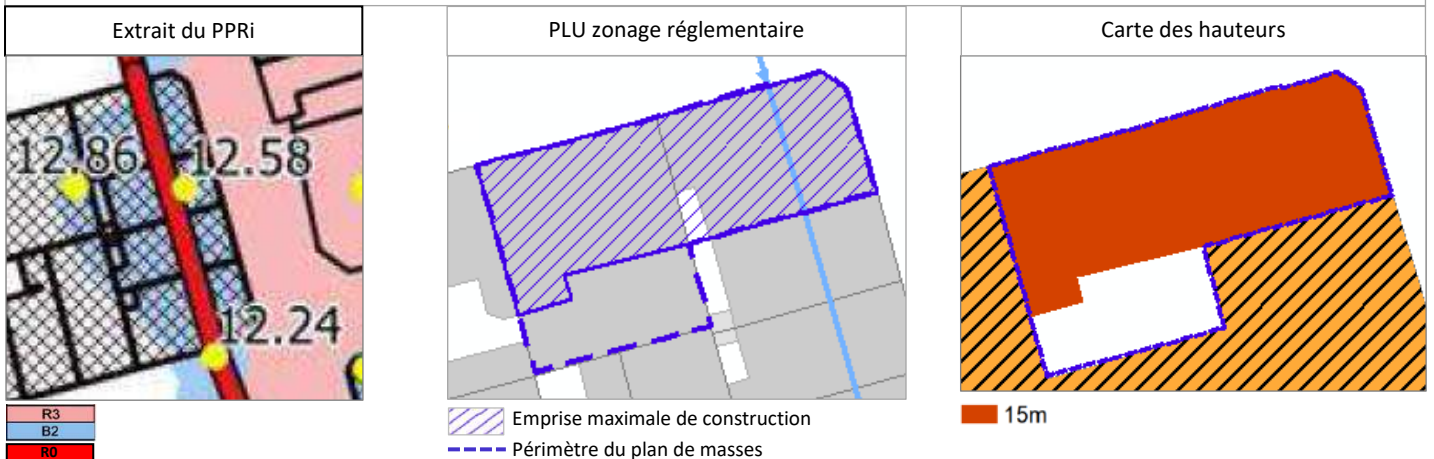 Extrait du PPRi
PLU zonage réglementaire
Carte des hauteurs
12.86
12.58
12.24
R3
B2
R0
Emprise maximale de construction
Périmètre du plan de masses
15m